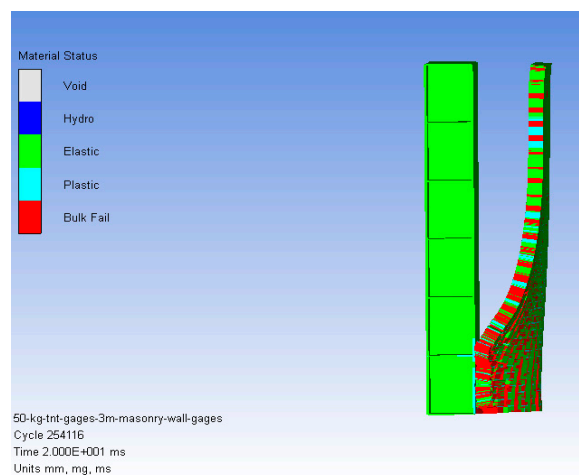 Material Status
Void
Hydro
Elastic
Plastic
Bulk Fail
50-kg-tnt-gages-3m-masonry-wall-gages
Cycle 254116
Time 2.000E+001 ms
Units mm, mg, ms